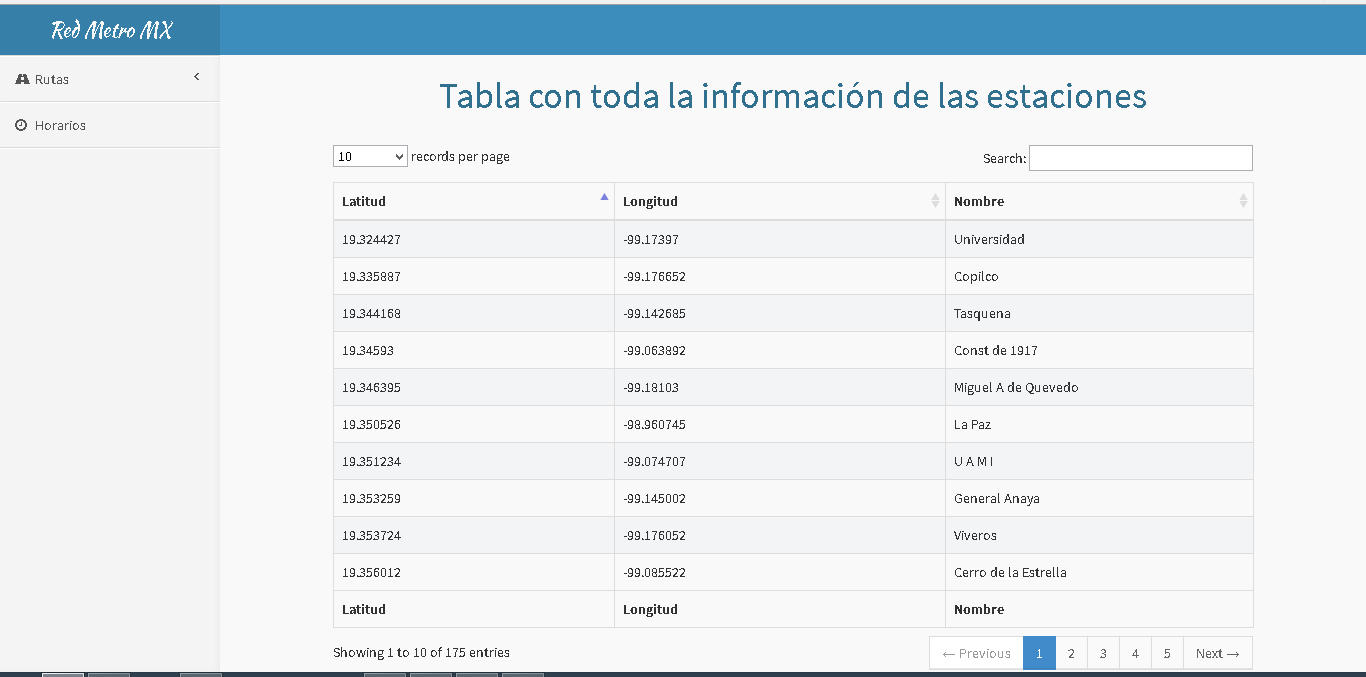 Red Metro MX
Rutas
Horarios
Tabla con toda la información de las estaciones
10 records per page Search:
Latitud Longitud Nombre
19.324427 -99.17397 Universidad
19.335887 -99.176652 Copilco
19.344168 -99.142685 Tasquena
19.34593 -99.063892 Const de 1917
19.346395 -99.18103 Miguel A de Quevedo
19.350526 -98.960745 La Paz
19.351234 -99.074707 U A M I
19.353259 -99.145002 General Anaya
19.353724 -99.176052 Viveros
19.356012 -99.085522 Cerro de la Estrella
Latitud Longitud Nombre
Showing 1 to 10 of 175 entries ← Previous 1 2 3 4 5 Next →